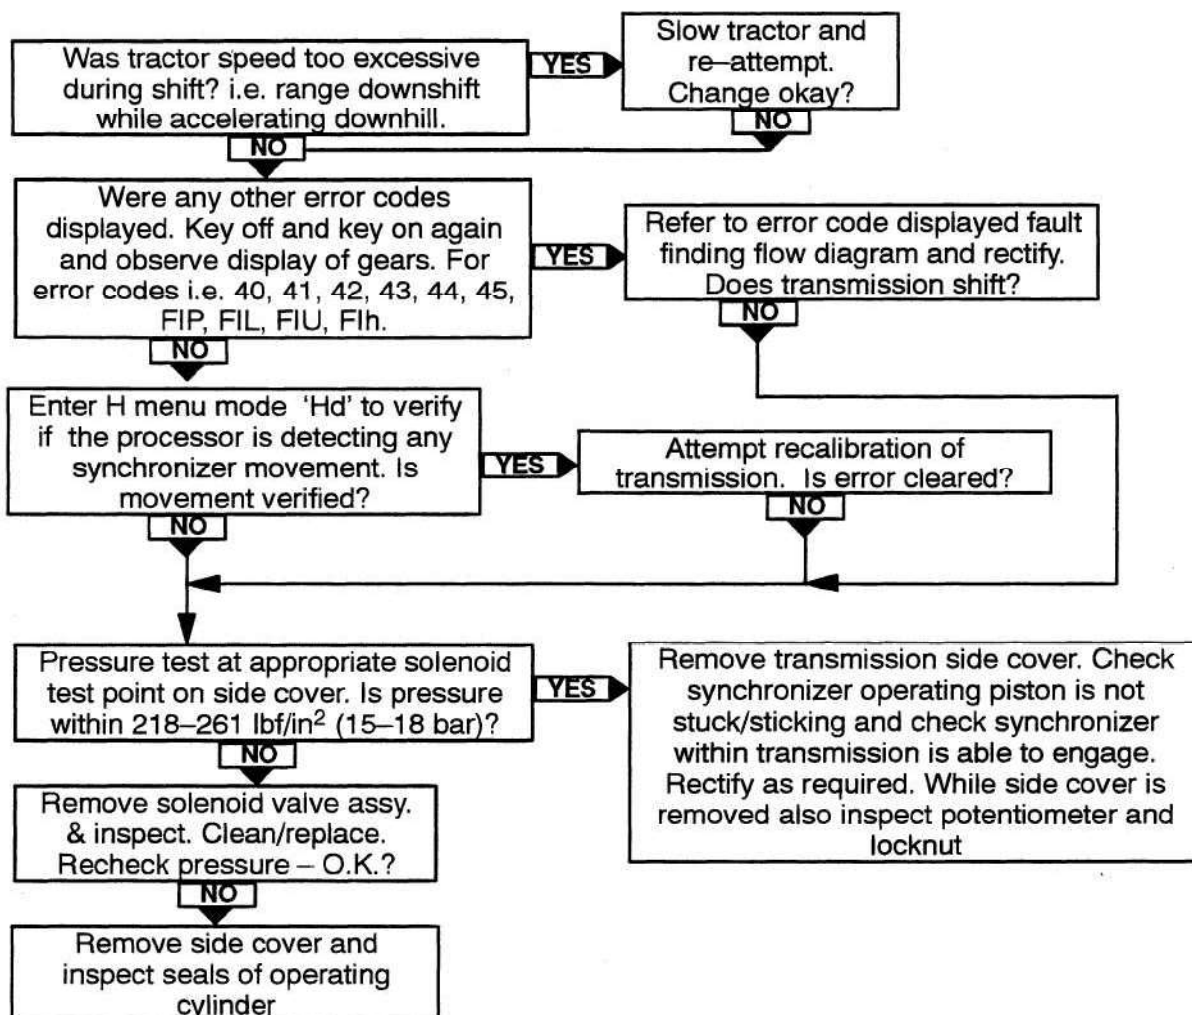 Was tractor speed too excessive
during shift? i.e. range downshift
while accelerating downhill.
YES
Slow tractor and
re–attempt.
Change okay?
NO
NO
Were any other error codes
displayed. Key off and key on again
and observe display of gears. For
error codes i.e. 40, 41, 42, 43, 44, 45,
FIP, FIL, FIU, FIh.
YES
Refer to error code displayed fault
finding flow diagram and rectify.
Does transmission shift?
NO
NO
Enter H menu mode ‘Hd’ to verify
if the processor is detecting any
synchronizer movement. Is
movement verified?
YES
Attempt recalibration of
transmission. Is error cleared?
NO
NO
Pressure test at appropriate solenoid
test point on side cover. Is pressure
within 218–261 lbf/in² (15–18 bar)?
YES
Remove transmission side cover. Check
synchronizer operating piston is not
stuck/sticking and check synchronizer
within transmission is able to engage.
Rectify as required. While side cover is
removed also inspect potentiometer and
locknut
NO
Remove solenoid valve assy.
& inspect. Clean/replace.
Recheck pressure – O.K.?
NO
Remove side cover and
inspect seals of operating
cylinder